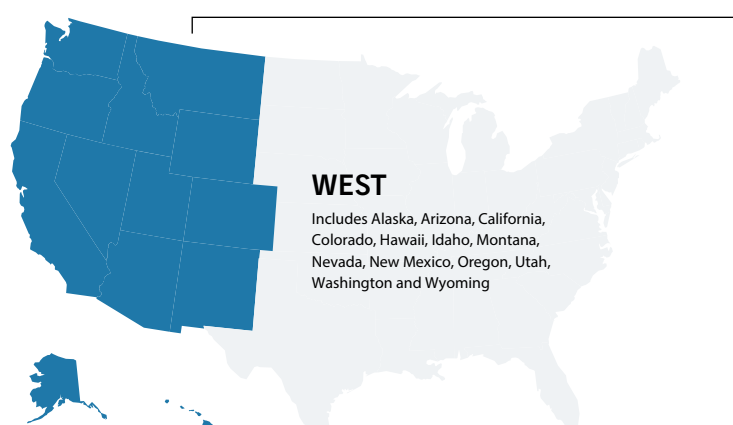 WEST
Includes Alaska, Arizona, California,
Colorado, Hawaii, Idaho, Montana,
Nevada, New Mexico, Oregon, Utah,
Washington and Wyoming